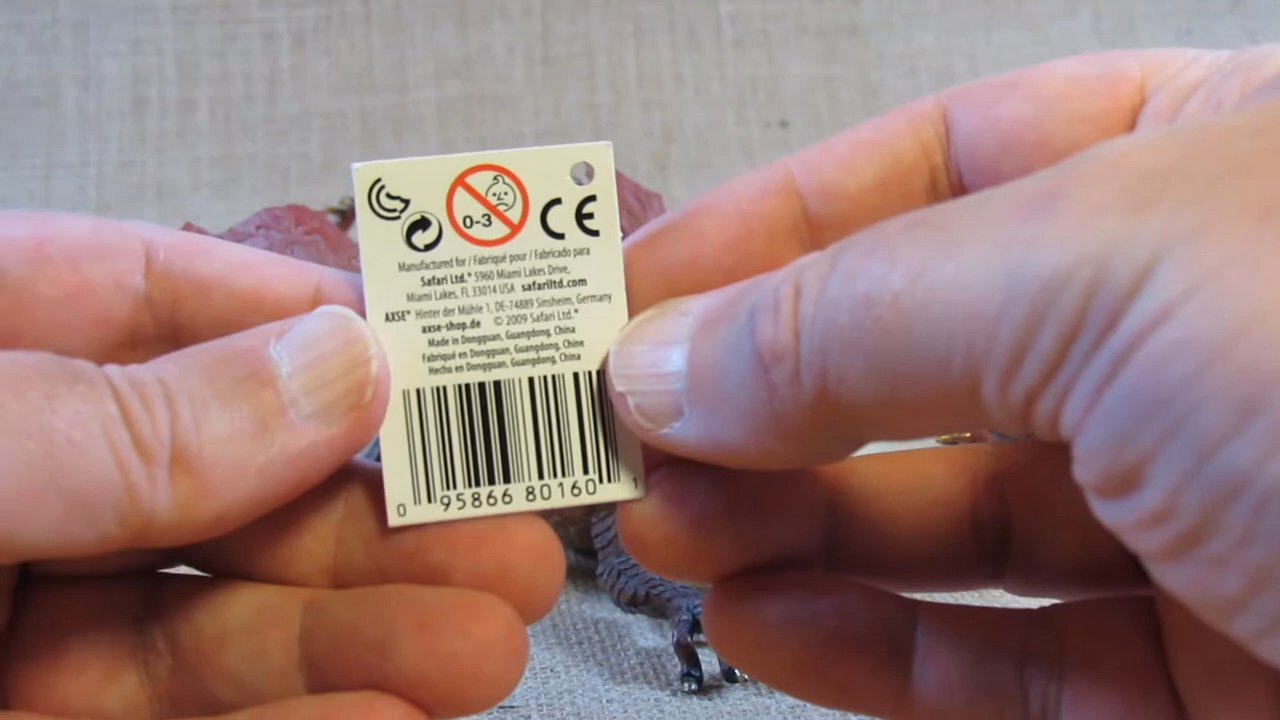 0-3
CE
Manufactured for / Fabriqué pour / Fabricado para
Safari Ltd.® 5960 Miami Lakes Drive,
Miami Lakes, FL 33014 USA safariltd.com
AXSE® Hinter der Mühle 1, DE-74889 Sinsheim, Germany
axse-shop.de © 2009 Safari Ltd.®
Made in Dongguan, Guangdong, China
Fabriqué en Dongguan, Guangdong, Chine
Hecho en Dongguan, Guangdong, China
0 95866 80160 1